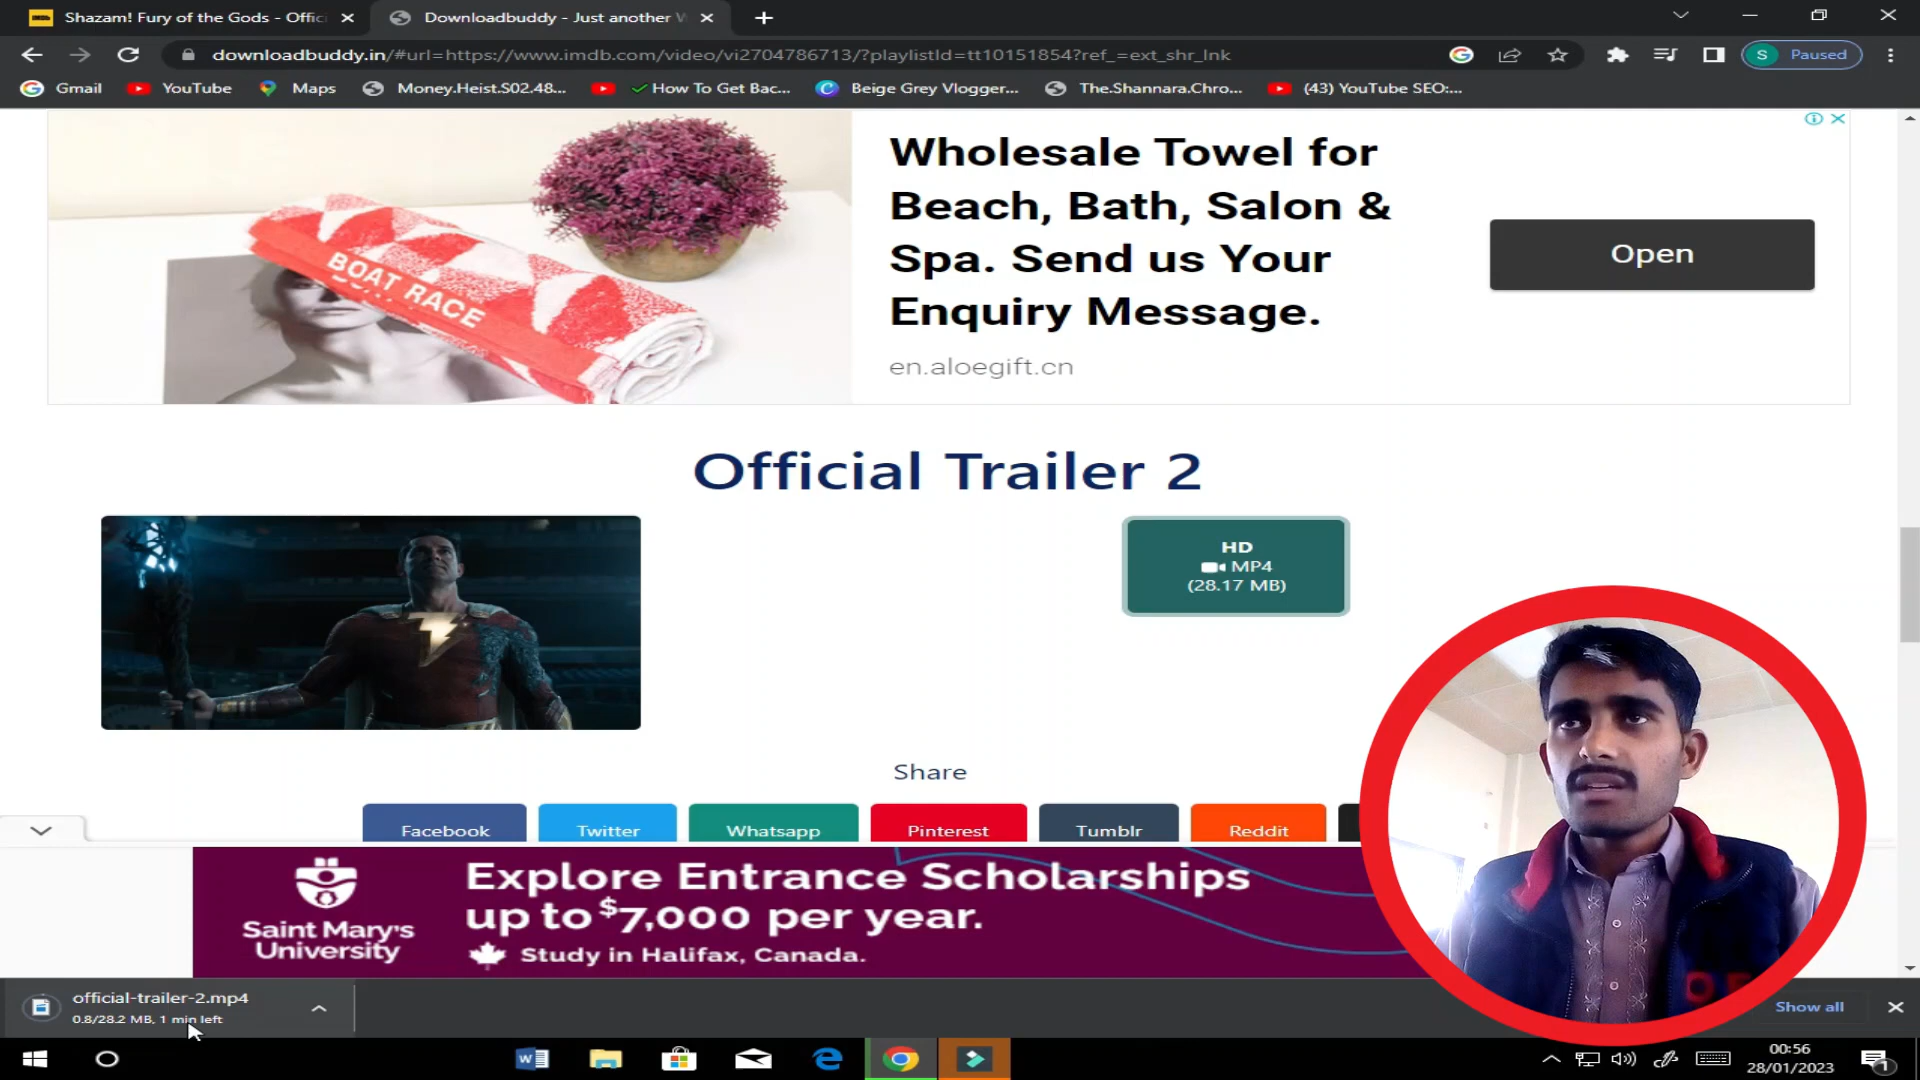 Shazam! Fury of the Gods - Offici
Downloadbuddy - Just another W
downloadbuddy.in/#url=https://www.imdb.com/video/vi2704786713/?playlistId=tt10151854?ref_=ext_shr_lnk
S Paused
Gmail YouTube Maps Money.Heist.S02.48... How To Get Bac... Beige Grey Vlogger... The.Shannara.Chro... (43) YouTube SEO:...
Wholesale Towel for
Beach, Bath, Salon &
Spa. Send us Your
Enquiry Message.
en.aloegift.cn
Open
BOAT RACE
Official Trailer 2
HD
MP4
(28.17 MB)
Share
Facebook Twitter Whatsapp Pinterest Tumblr Reddit
Saint Mary's
University
Explore Entrance Scholarships
up to $7,000 per year.
Study in Halifax, Canada.
official-trailer-2.mp4
0.8/28.2 MB, 1 min left
Show all
00:56
28/01/2023
1